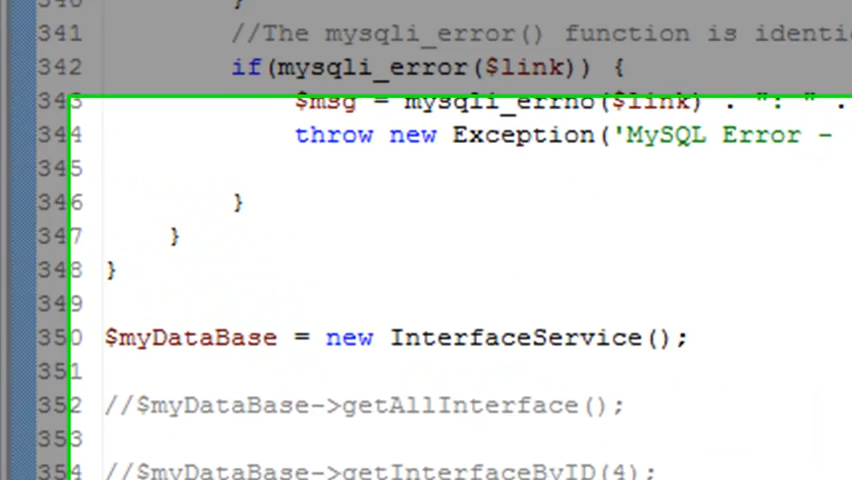 340 }
341 //The mysqli_error() function is identi
342 if(mysqli_error($link)) {
343 $msg = mysqli_errno($link) . ": " .
344 throw new Exception('MySQL Error -
345
346 }
347 }
348 }
349
350 $myDataBase = new InterfaceService();
351
352 //$myDataBase->getAllInterface();
353
354 //$myDataBase->getInterfaceByID(4);